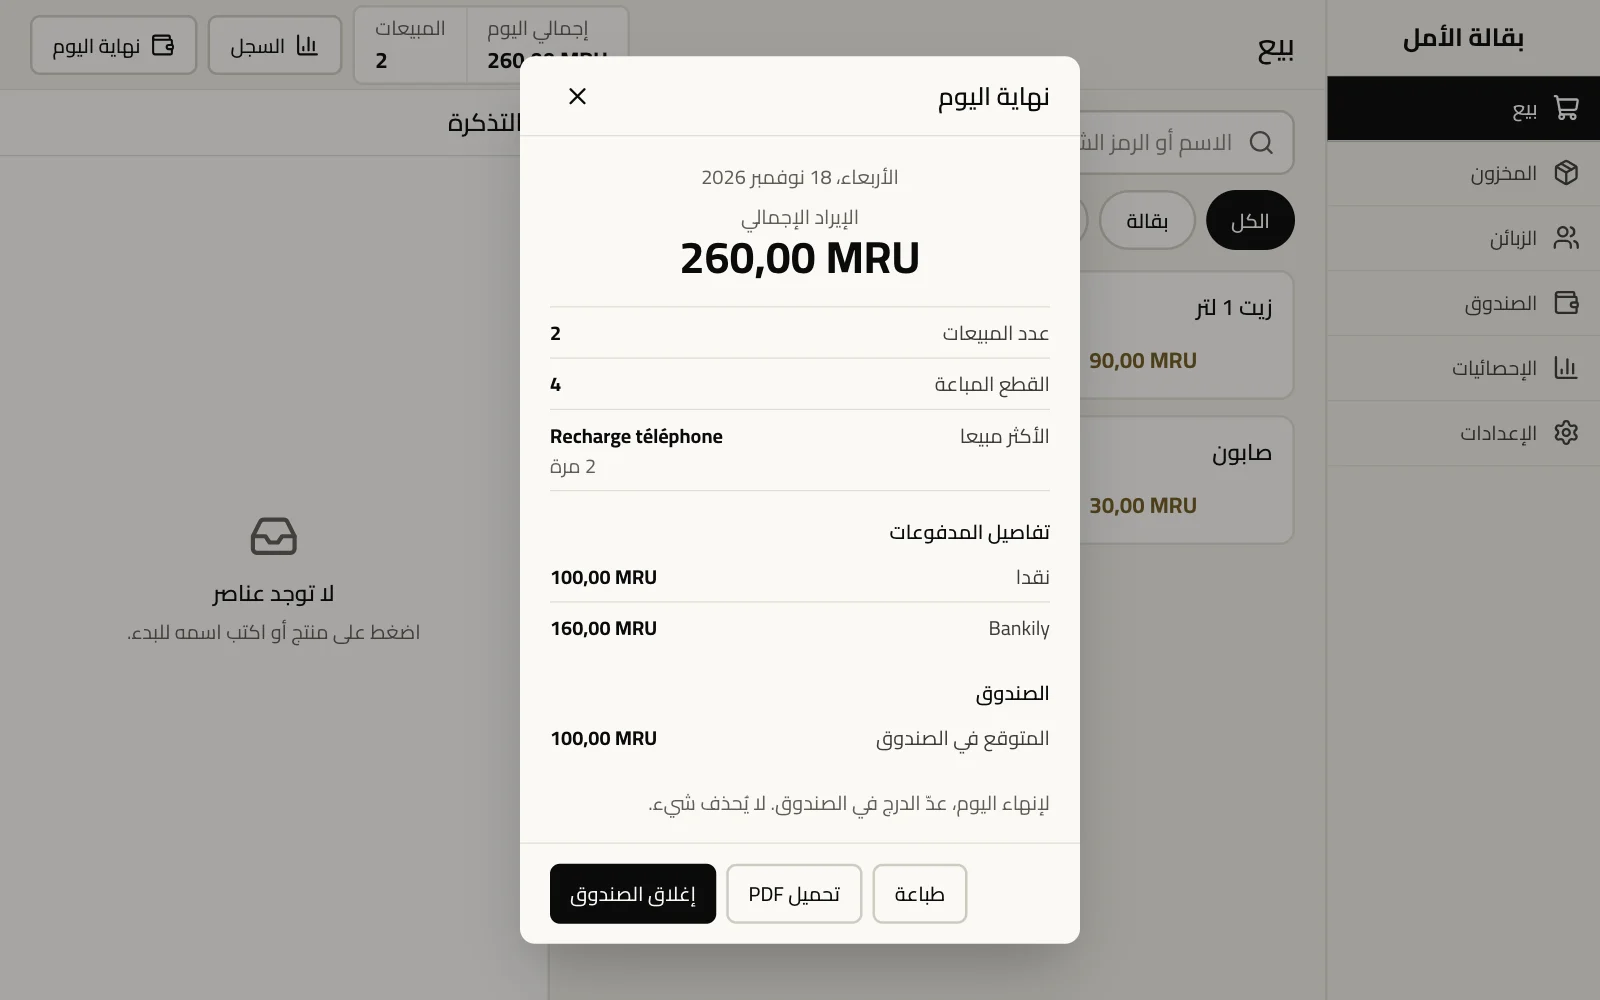 بقالة الأمل
بيع
المخزون
الزبائن
الصندوق
الإحصائيات
الإعدادات
بيع
إجمالي اليوم
المبيعات
2
السجل
نهاية اليوم
الاسم أو الرمز
الكل
بقالة
زيت 1 لتر
90,00 MRU
صابون
30,00 MRU
التذكرة
لا توجد عناصر
اضغط على منتج أو اكتب اسمه للبدء.
نهاية اليوم
الأربعاء، 18 نوفمبر 2026
الإيراد الإجمالي
260,00 MRU
عدد المبيعات 2
القطع المباعة 4
الأكثر مبيعا Recharge téléphone
2 مرة
تفاصيل المدفوعات
نقدا 100,00 MRU
Bankily 160,00 MRU
الصندوق
المتوقع في الصندوق 100,00 MRU
لإنهاء اليوم، عدّ الدرج في الصندوق. لا يُحذف شيء.
طباعة
تحميل PDF
إغلاق الصندوق